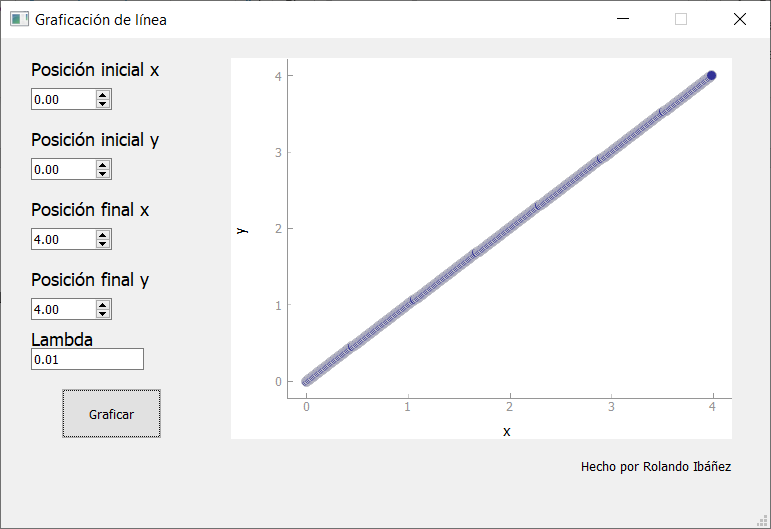 Graficación de línea
Posición inicial x
0.00
Posición inicial y
0.00
Posición final x
4.00
Posición final y
4.00
Lambda
0.01
Graficar
4
3
2
1
0
y
0 1 2 3 4
x
Hecho por Rolando Ibáñez